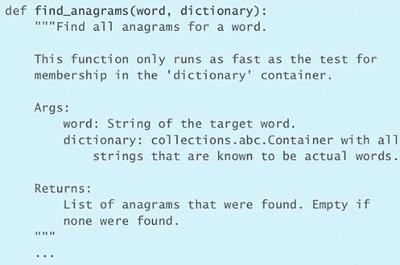 def find_anagrams(word, dictionary):
    """Find all anagrams for a word.

    This function only runs as fast as the test for
    membership in the 'dictionary' container.

    Args:
        word: String of the target word.
        dictionary: collections.abc.Container with all
            strings that are known to be actual words.

    Returns:
        List of anagrams that were found. Empty if
        none were found.
    """
    ...